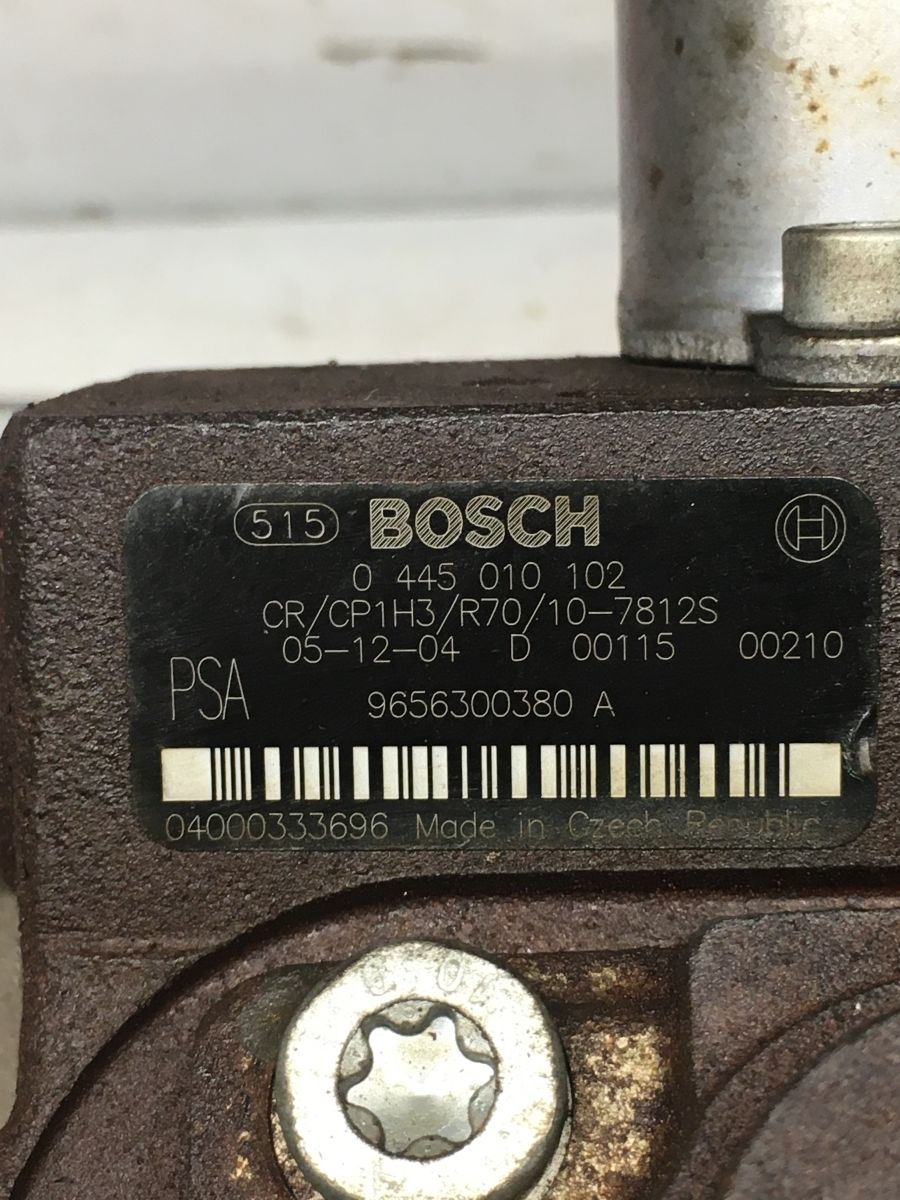 515 BOSCH
0 445 010 102
CR/CP1H3/R70/10-7812S
05-12-04 D 00115 00210
PSA 9656300380 A
04000333696 Made in Czech Republic